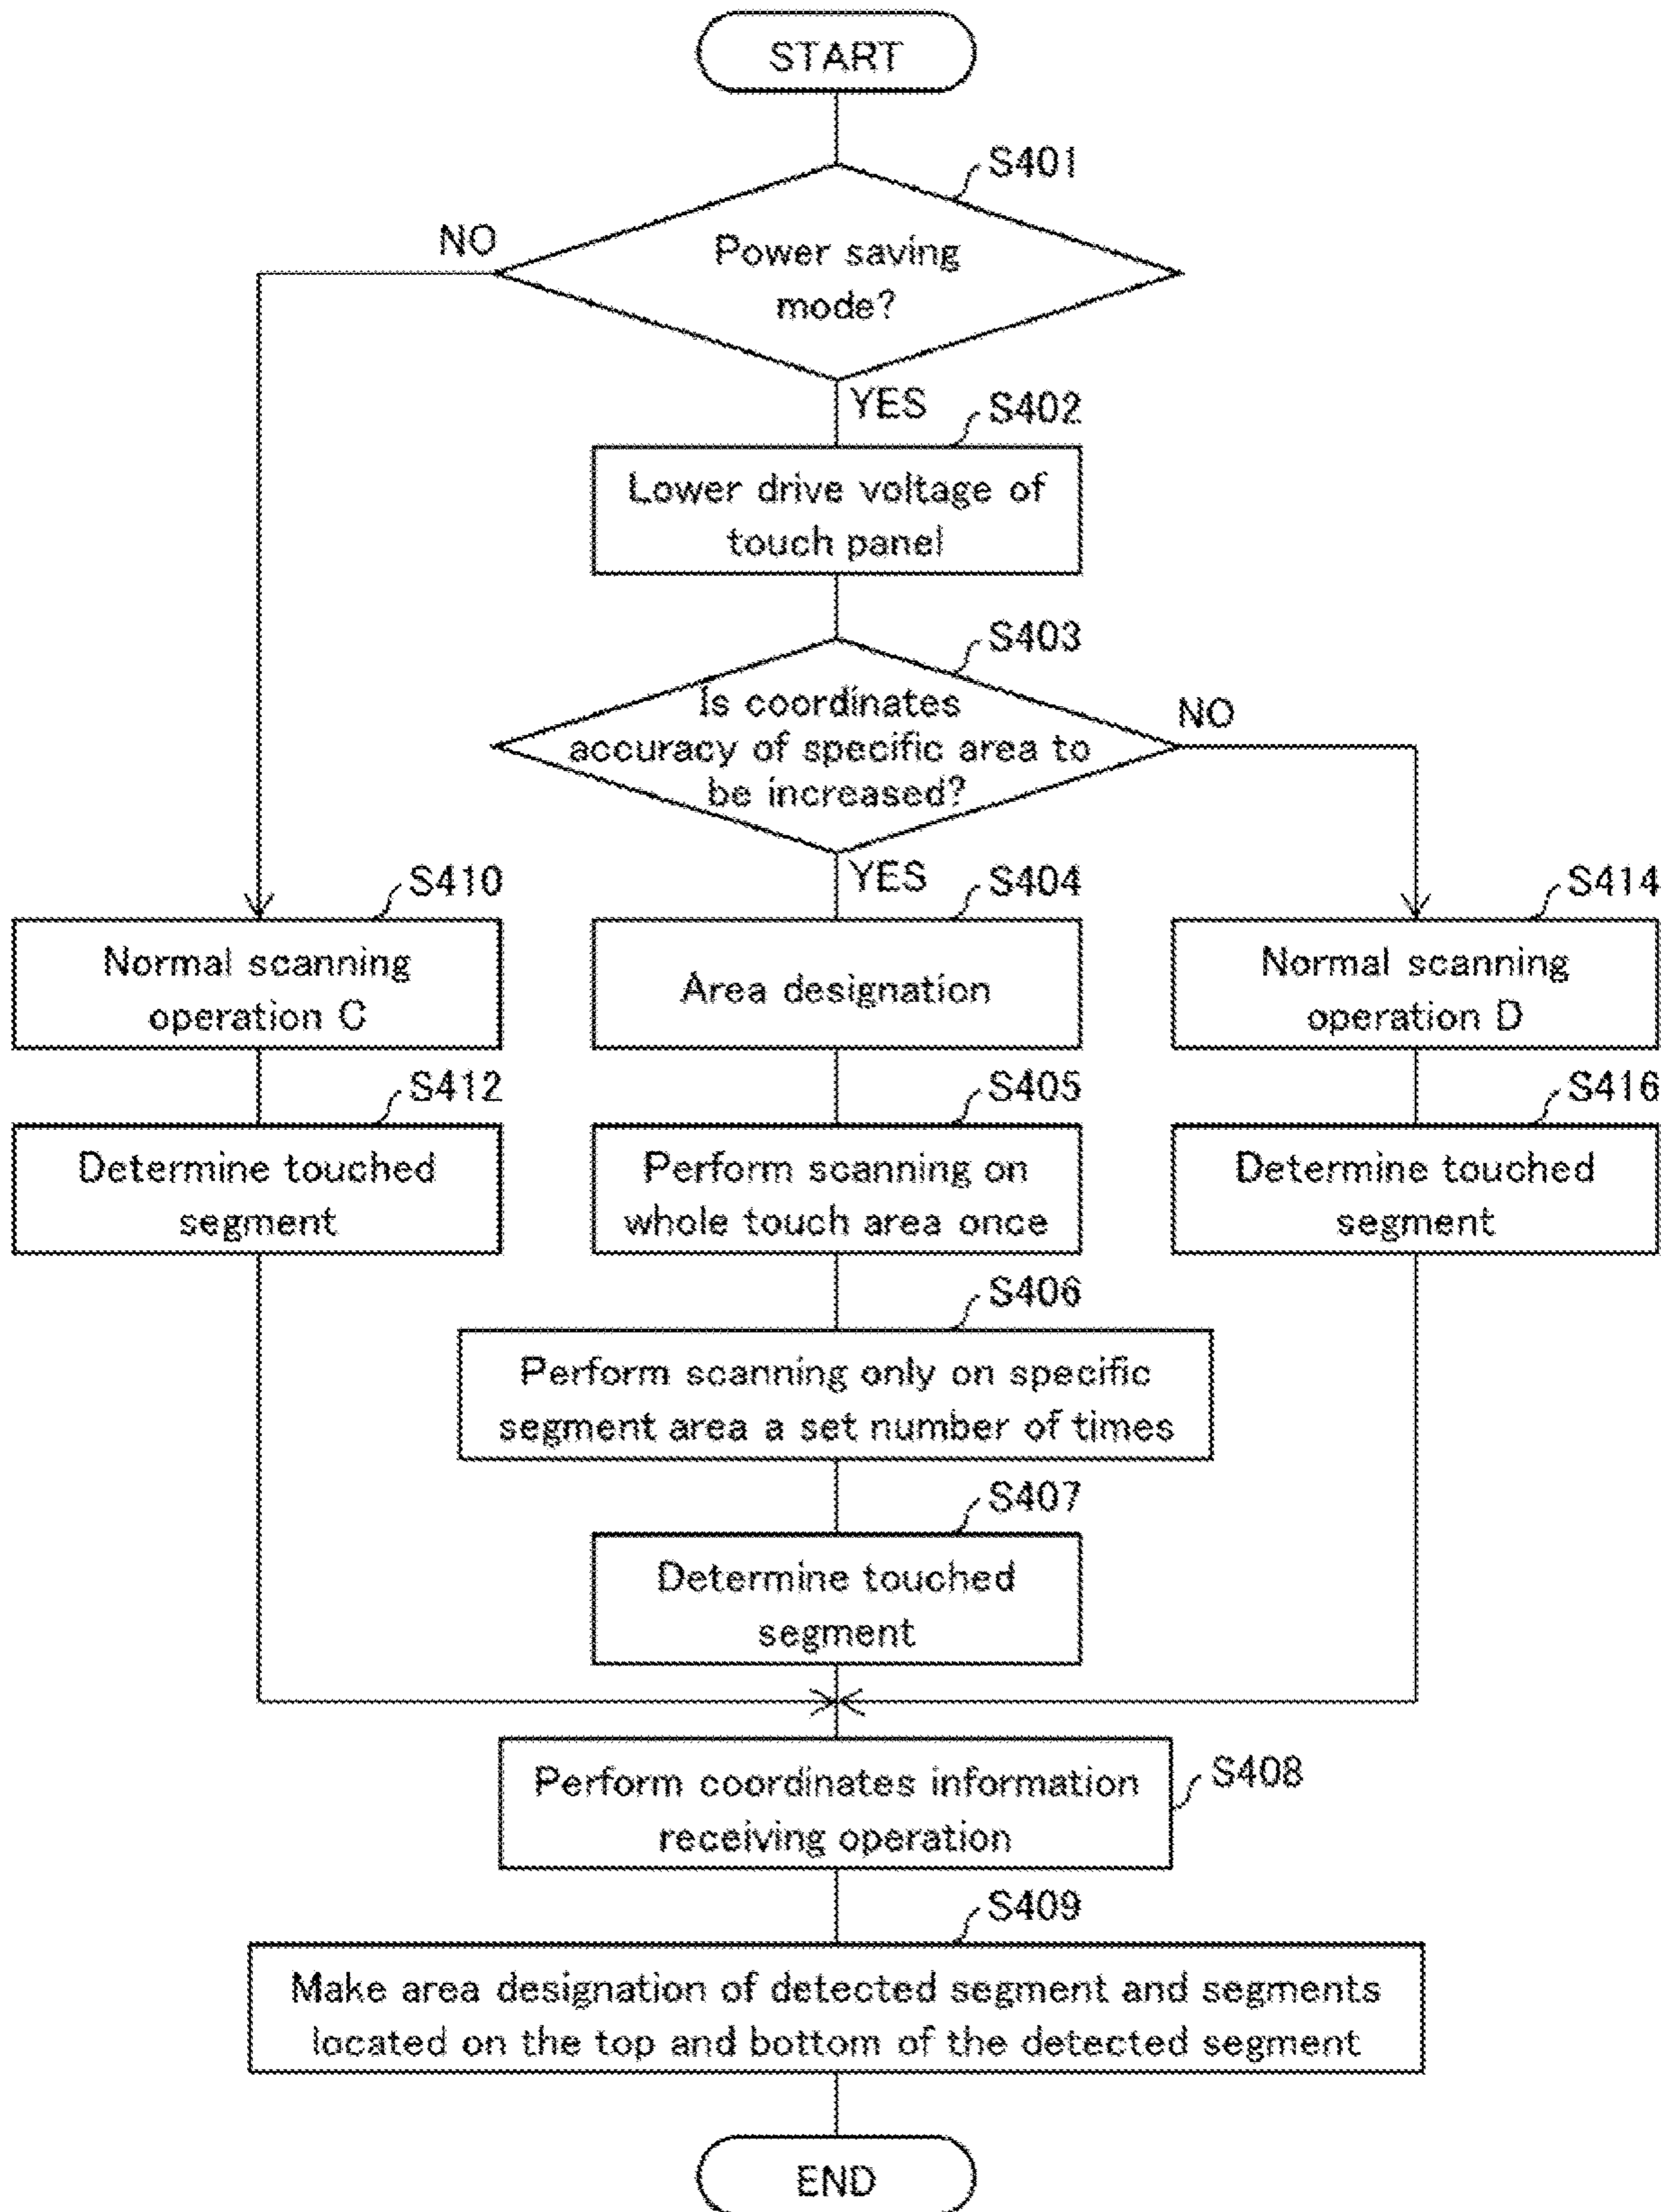 START
S401
NO
Power saving
mode?
YES
S402
Lower drive voltage of
touch panel
S403
Is coordinates
accuracy of specific area to
be increased?
NO
YES
S410
S404
S414
Normal scanning
operation C
Area designation
Normal scanning
operation D
S412
S405
S416
Determine touched
segment
Perform scanning on
whole touch area once
Determine touched
segment
S406
Perform scanning only on specific
segment area a set number of times
S407
Determine touched
segment
Perform coordinates information
receiving operation
S408
S409
Make area designation of detected segment and segments
located on the top and bottom of the detected segment
END